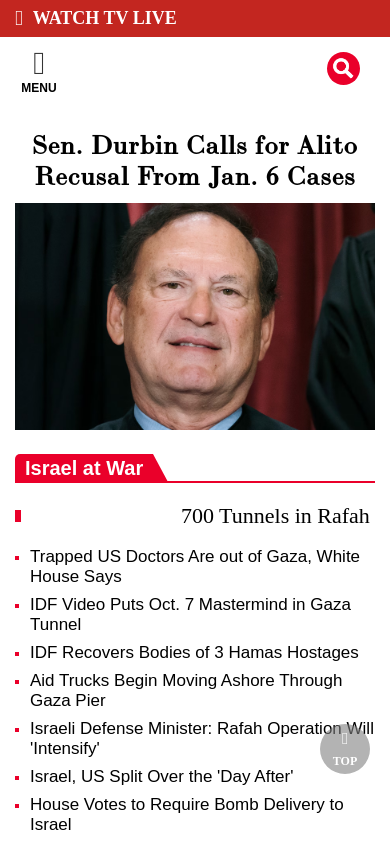 WATCH TV LIVE
MENU
Sen. Durbin Calls for Alito
Recusal From Jan. 6 Cases
Israel at War
700 Tunnels in Rafah
Trapped US Doctors Are out of Gaza, White
House Says
IDF Video Puts Oct. 7 Mastermind in Gaza
Tunnel
IDF Recovers Bodies of 3 Hamas Hostages
Aid Trucks Begin Moving Ashore Through
Gaza Pier
Israeli Defense Minister: Rafah Operation Will
'Intensify'
TOP
Israel, US Split Over the 'Day After'
House Votes to Require Bomb Delivery to
Israel